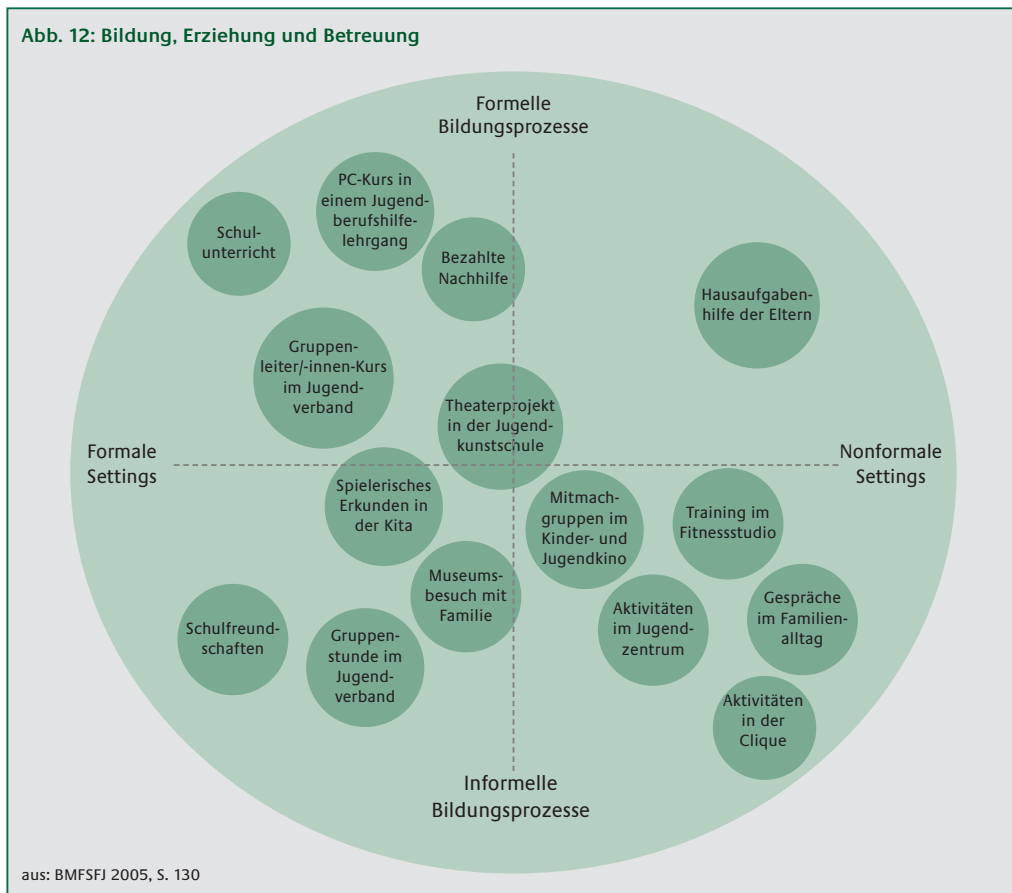 Abb. 12: Bildung, Erziehung und Betreuung
Formelle
Bildungsprozesse
PC-Kurs in
einem Jugend-
berufshilfe-
lehrgang
Schul-
unterricht
Bezahlte
Nachhilfe
Hausaufgaben-
hilfe der Eltern
Gruppen-
leiter/-innen-Kurs
im Jugend-
verband
Theaterprojekt
in der Jugend-
kunstschule
Formale
Settings
Nonformale
Settings
Spielerisches
Erkunden in
der Kita
Mitmach-
gruppen im
Kinder- und
Jugendkino
Training im
Fitnessstudio
Museums-
besuch mit
Familie
Aktivitäten
im Jugend-
zentrum
Gespräche
im Familien-
alltag
Schulfreund-
schaften
Gruppen-
stunde im
Jugend-
verband
Aktivitäten
in der
Clique
Informelle
Bildungsprozesse
aus: BMFSFJ 2005, S. 130